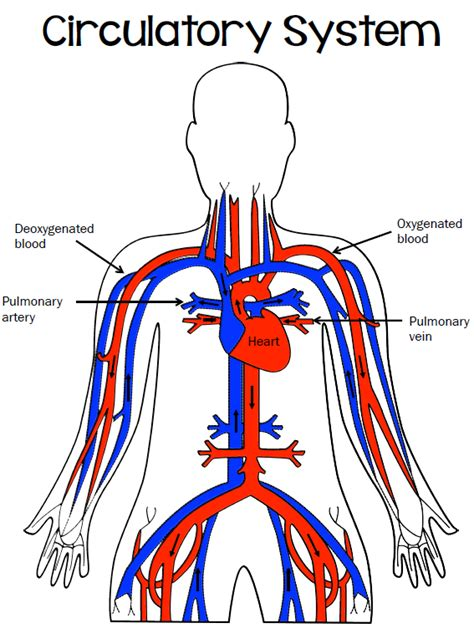 Circulatory System
Deoxygenated
blood
Oxygenated
blood
Pulmonary
artery
Pulmonary
vein
Heart